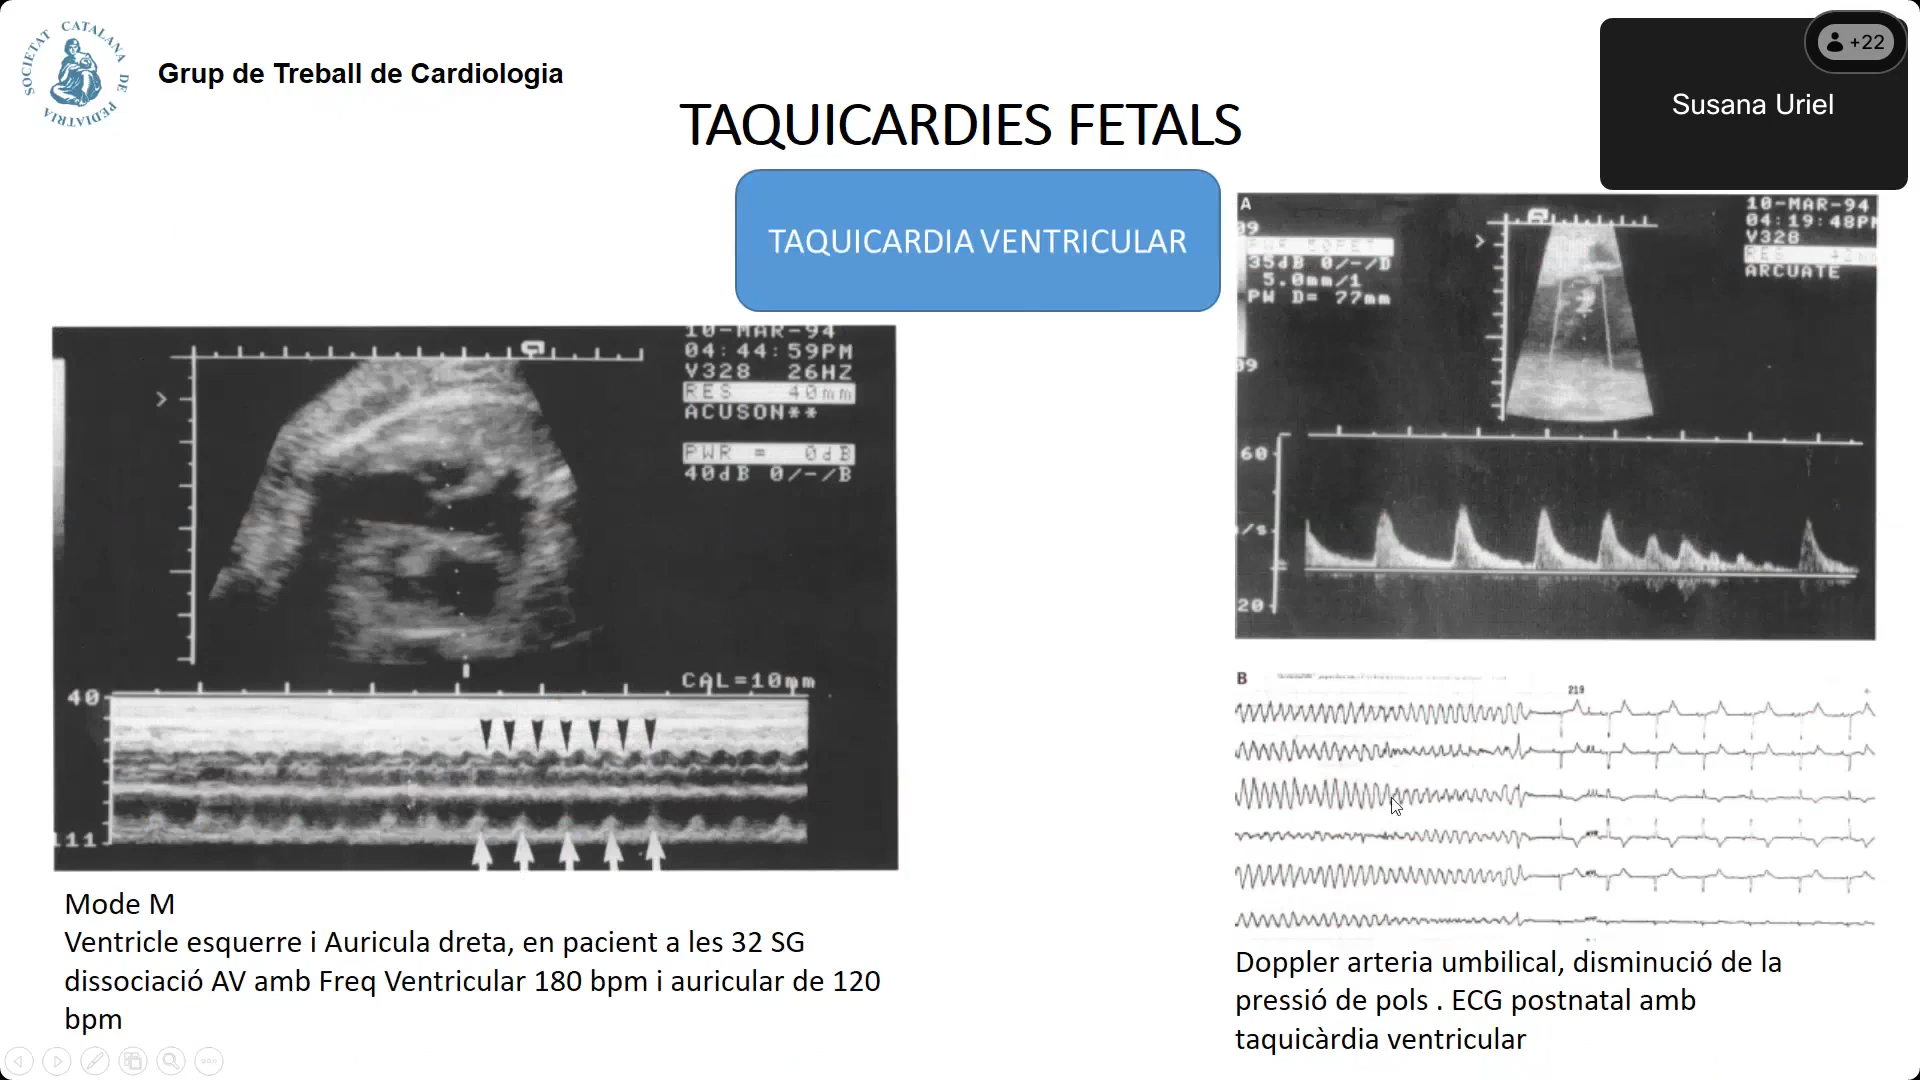 SOCIETAT CATALANA DE PEDIATRIA
Grup de Treball de Cardiologia
+22
Susana Uriel
TAQUICARDIES FETALS
TAQUICARDIA VENTRICULAR
10-MAR-94
04:44:59PM
V328 26HZ
RES 40mm
ACUSON**
PWR = 0dB
40dB 0/-/B
CAL=10mm
40
111
A
10-MAR-94
04:19:48PM
V328
RES
ARCUATE
09
35dB 0/-/D
5.0mm/1
PW D= 77mm
09
60
/s
20
B
219
Mode M
Ventricle esquerre i Auricula dreta, en pacient a les 32 SG
dissociació AV amb Freq Ventricular 180 bpm i auricular de 120
bpm
Doppler arteria umbilical, disminució de la
pressió de pols . ECG postnatal amb
taquicàrdia ventricular